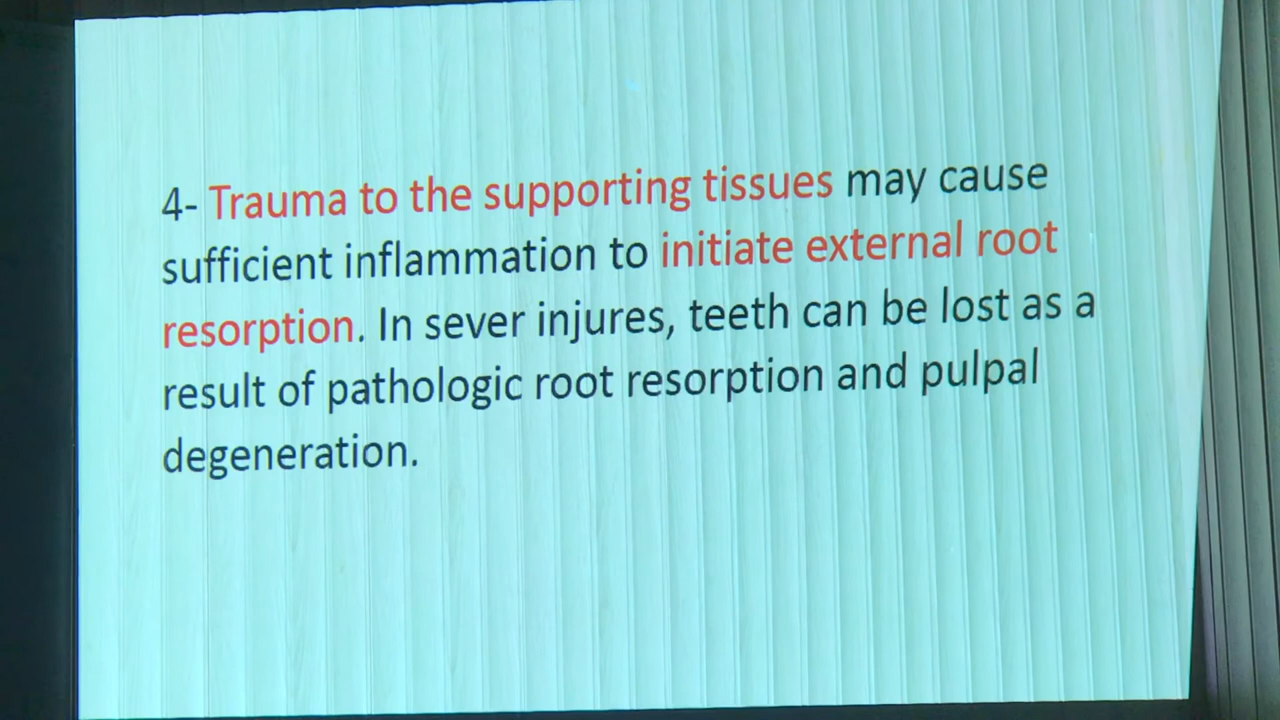 4- Trauma to the supporting tissues may cause
sufficient inflammation to initiate external root
resorption. In sever injures, teeth can be lost as a
result of pathologic root resorption and pulpal
degeneration.